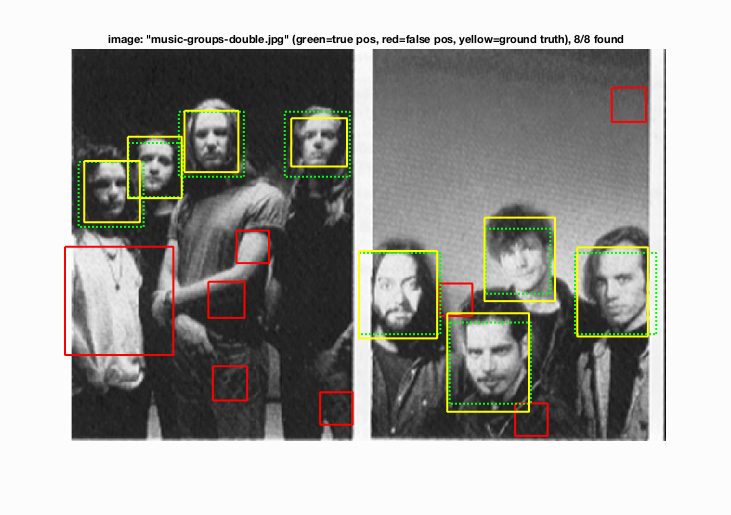 image: "music-groups-double.jpg" (green=true pos, red=false pos, yellow=ground truth), 8/8 found